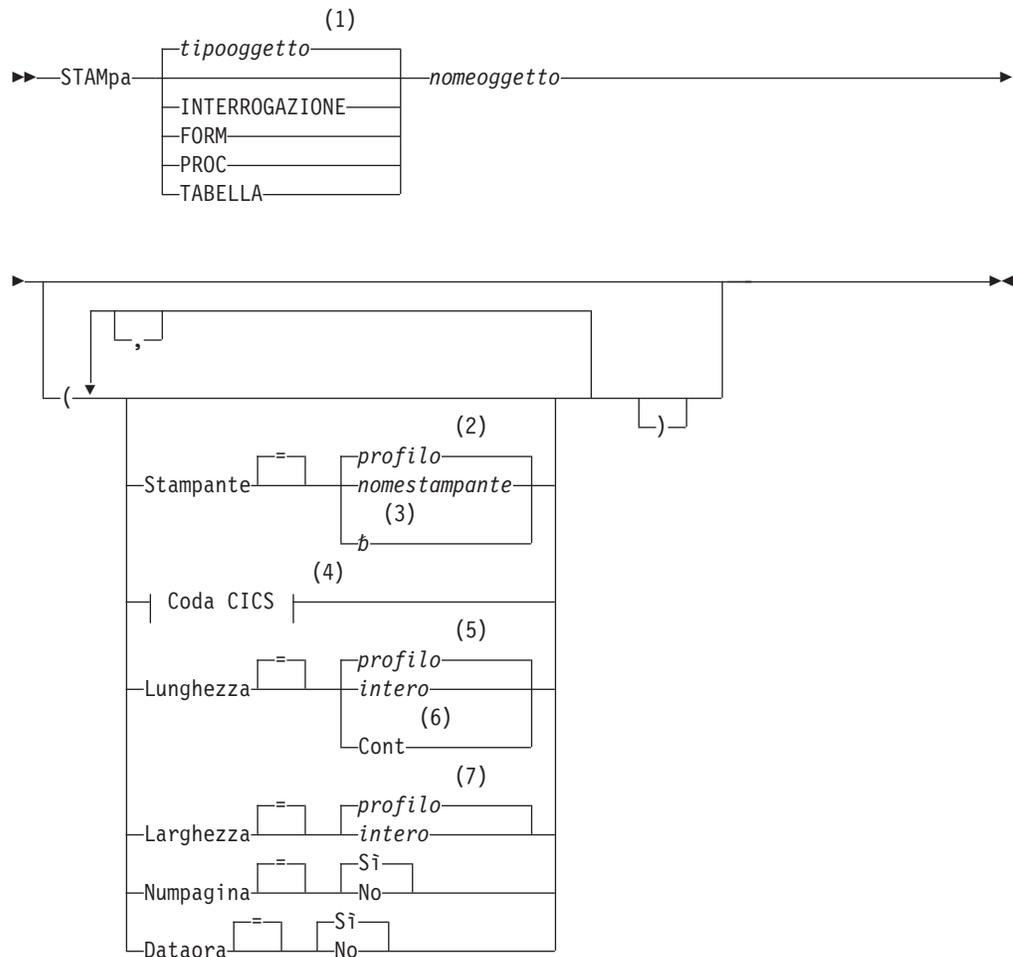 (1)
tipooggetto
STAMpa nomeoggetto
INTERROGAZIONE
FORM
PROC
TABELLA
,
( )
(2)
= profilo
Stampante nomestampante
(3)
ƀ
(4)
Coda CICS
(5)
= profilo
Lunghezza intero
(6)
Cont
(7)
= profilo
Larghezza intero
= Sì
Numpagina No
= Sì
Dataora No